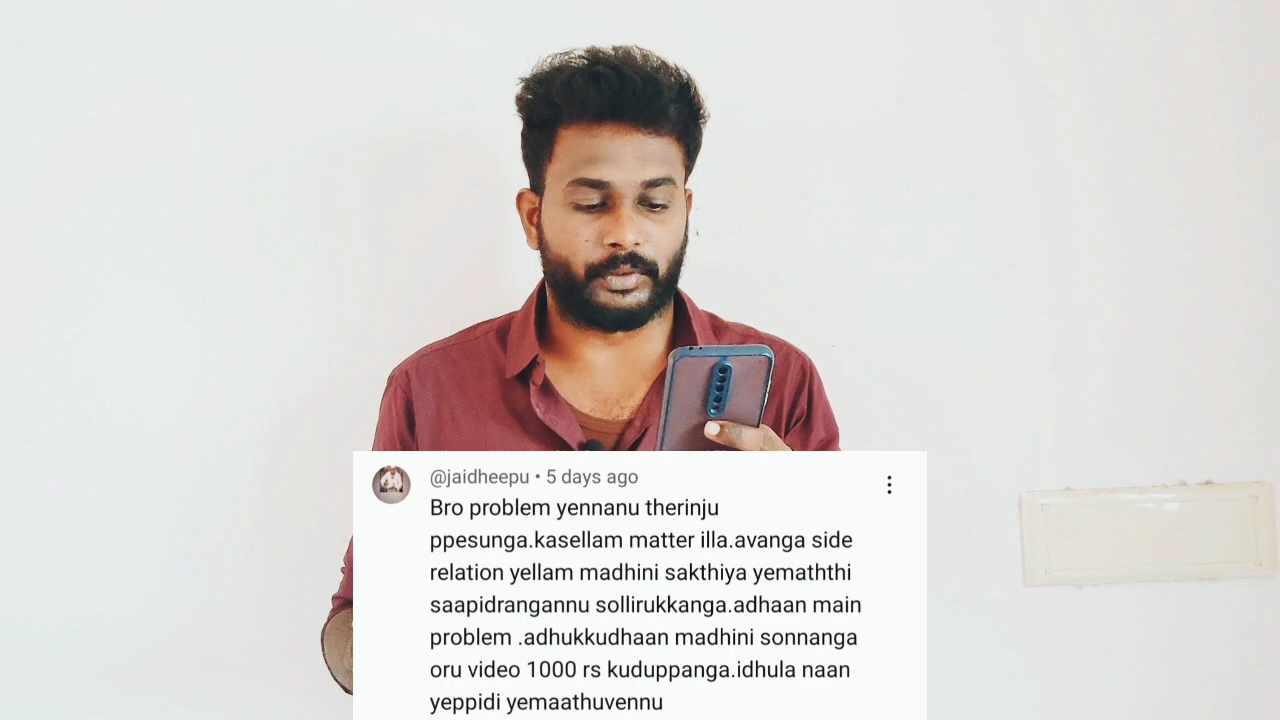 @jaidheepu • 5 days ago
Bro problem yennanu therinju
ppesunga.kasellam matter illa.avanga side
relation yellam madhini sakthiya yemaththi
saapidrangannu sollirukkanga.adhaan main
problem .adhukkudhaan madhini sonnanga
oru video 1000 rs kuduppanga.idhula naan
yeppidi yemaathuvennu